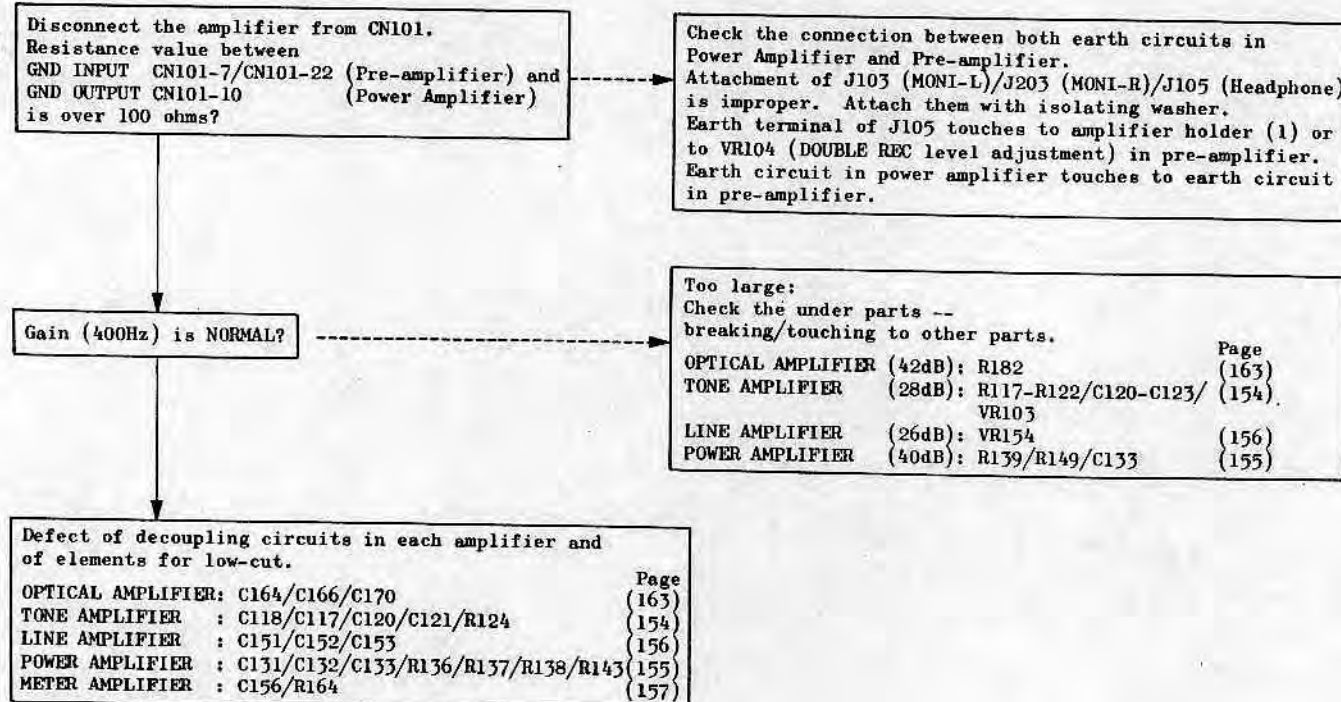 Disconnect the amplifier from CN101.
Resistance value between
GND INPUT CN101-7/CN101-22 (Pre-amplifier) and
GND OUTPUT CN101-10 (Power Amplifier)
is over 100 ohms?
Check the connection between both earth circuits in
Power Amplifier and Pre-amplifier.
Attachment of J103 (MONI-L)/J203 (MONI-R)/J105 (Headphone)
is improper. Attach them with isolating washer.
Earth terminal of J105 touches to amplifier holder (1) or
to VR104 (DOUBLE REC level adjustment) in pre-amplifier.
Earth circuit in power amplifier touches to earth circuit
in pre-amplifier.
Gain (400Hz) is NORMAL?
Too large:
Check the under parts --
breaking/touching to other parts.
Page
OPTICAL AMPLIFIER (42dB): R182 (163)
TONE AMPLIFIER (28dB): R117-R122/C120-C123/ (154)
VR103
LINE AMPLIFIER (26dB): VR154 (156)
POWER AMPLIFIER (40dB): R139/R149/C133 (155)
Defect of decoupling circuits in each amplifier and
of elements for low-cut.
Page
OPTICAL AMPLIFIER: C164/C166/C170 (163)
TONE AMPLIFIER : C118/C117/C120/C121/R124 (154)
LINE AMPLIFIER : C151/C152/C153 (156)
POWER AMPLIFIER : C131/C132/C133/R136/R137/R138/R143(155)
METER AMPLIFIER : C156/R164 (157)